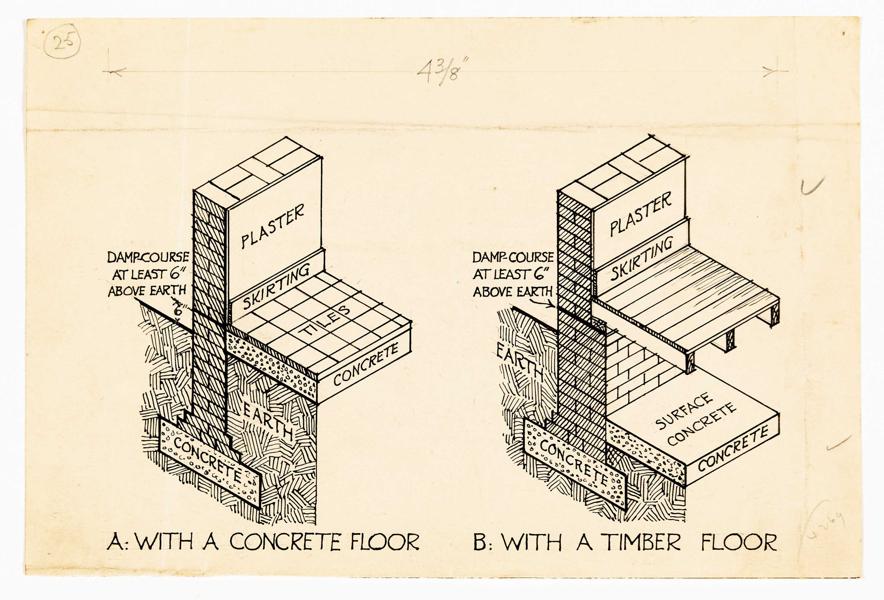 25
4 3/8"
PLASTER
SKIRTING
TILES
DAMP-COURSE
AT LEAST 6"
ABOVE EARTH
6"
CONCRETE
EARTH
CONCRETE
A: WITH A CONCRETE FLOOR
PLASTER
SKIRTING
DAMP-COURSE
AT LEAST 6"
ABOVE EARTH
EARTH
SURFACE
CONCRETE
CONCRETE
CONCRETE
B: WITH A TIMBER FLOOR